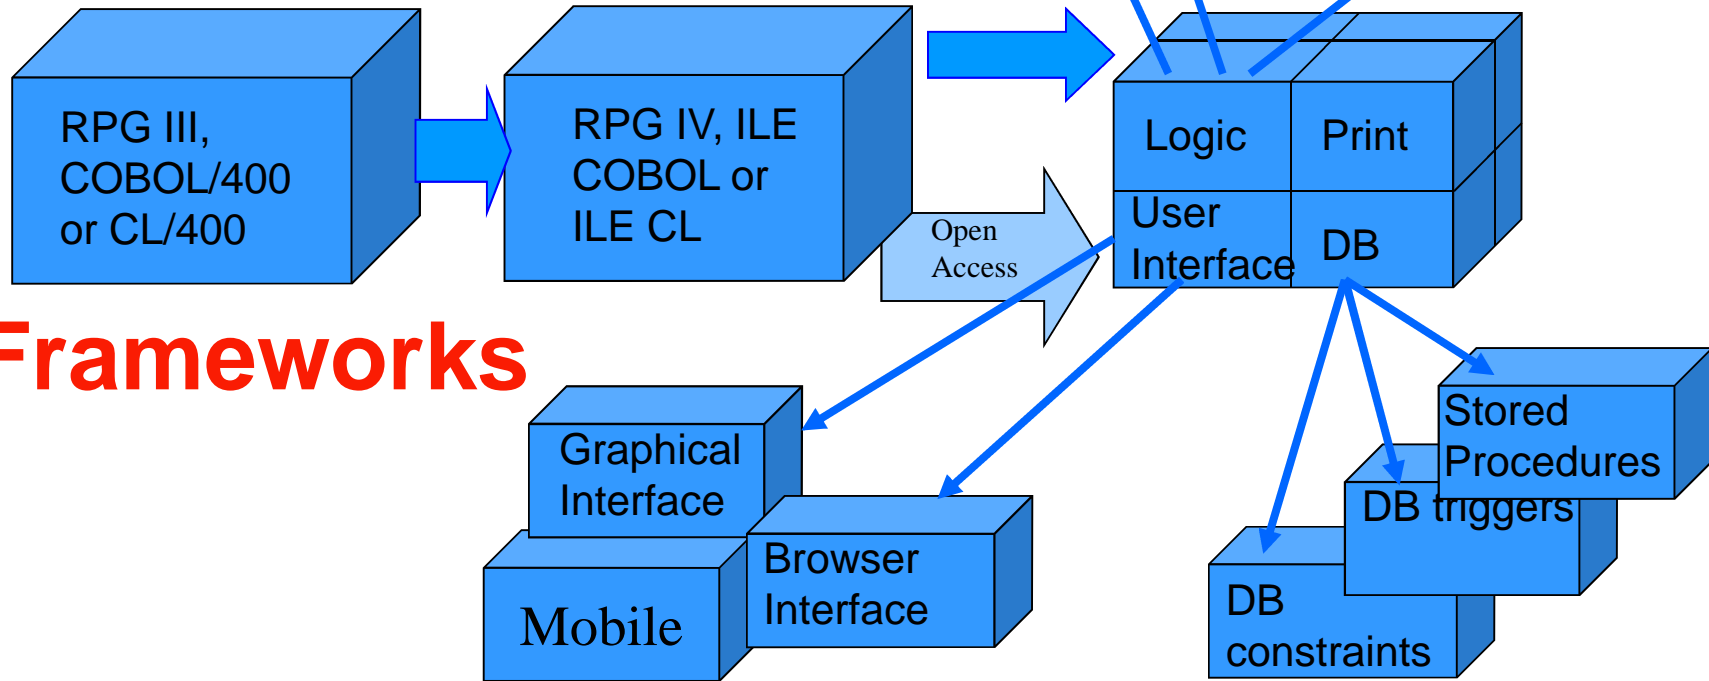 RPG III,
COBOL/400
or CL/400
RPG IV, ILE
COBOL or
ILE CL
Open
Access
Logic
Print
User
Interface
DB
Frameworks
Graphical
Interface
Browser
Interface
Mobile
Stored
Procedures
DB triggers
DB
constraints